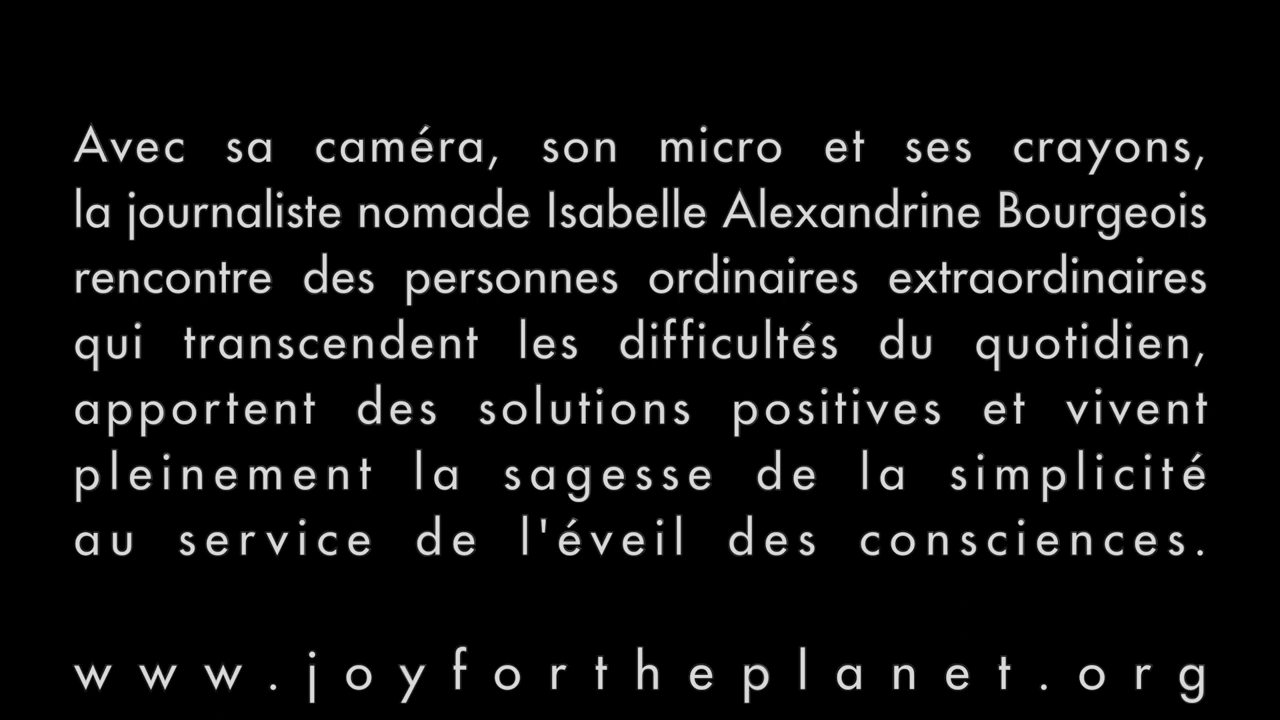 Avec sa caméra, son micro et ses crayons,
la journaliste nomade Isabelle Alexandrine Bourgeois
rencontre des personnes ordinaires extraordinaires
qui transcendent les difficultés du quotidien,
apportent des solutions positives et vivent
pleinement la sagesse de la simplicité
au service de l'éveil des consciences.
www.joyfortheplanet.org